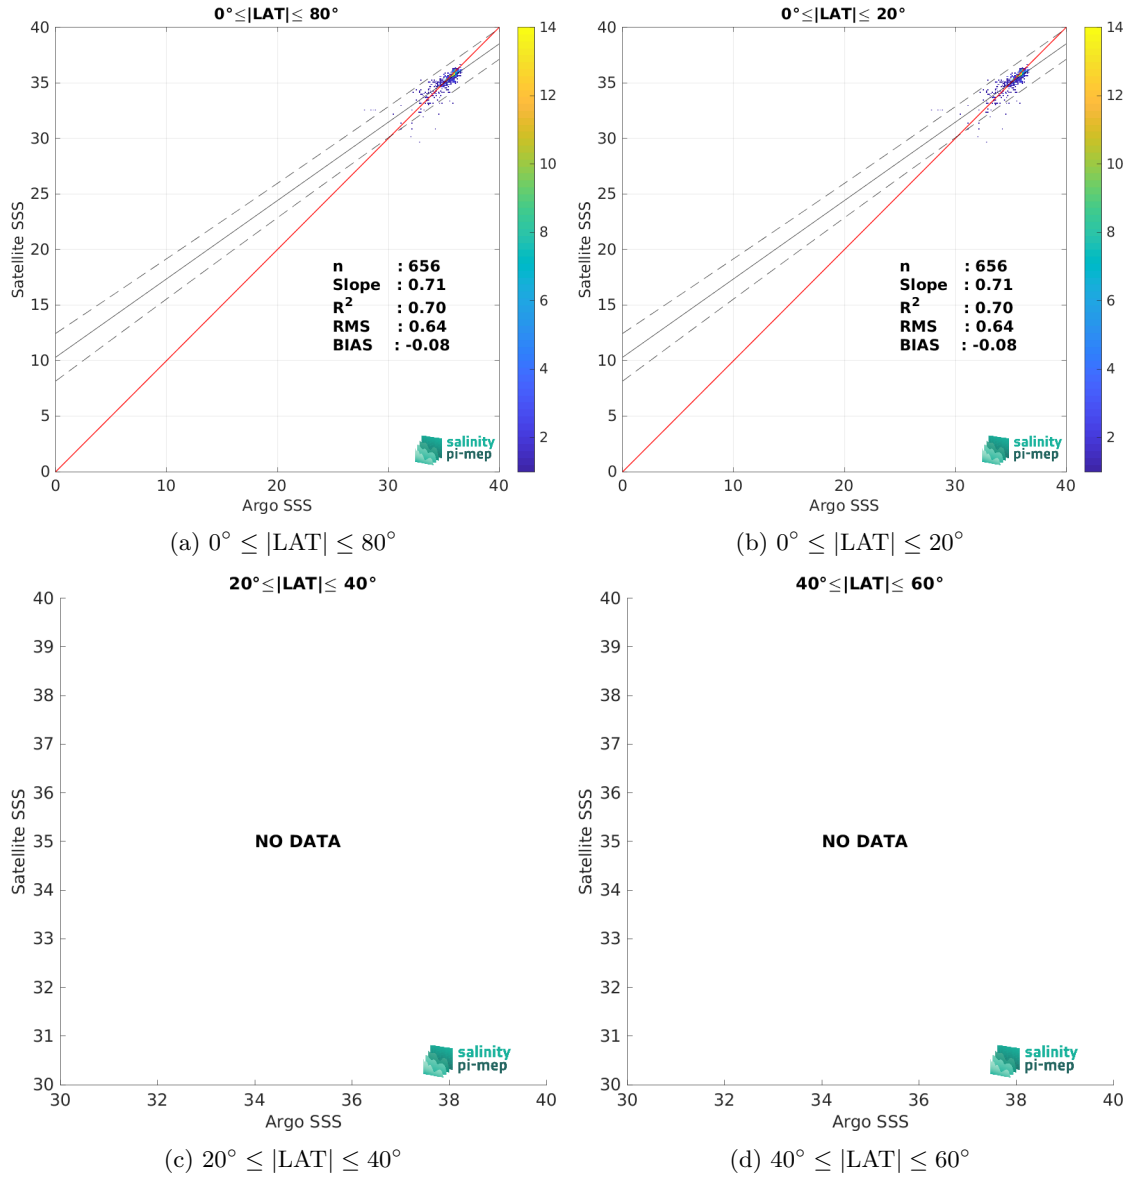 0°≤|LAT|≤ 80°
40
35
30
25
20
15
10
5
0
0
10
20
30
40
Satellite SSS
Argo SSS
n : 656
Slope : 0.71
R² : 0.70
RMS : 0.64
BIAS : -0.08
salinity
pi-mep
14
12
10
8
6
4
2
(a) 0° ≤ |LAT| ≤ 80°
0°≤|LAT|≤ 20°
40
35
30
25
20
15
10
5
0
0
10
20
30
40
Satellite SSS
Argo SSS
n : 656
Slope : 0.71
R² : 0.70
RMS : 0.64
BIAS : -0.08
salinity
pi-mep
14
12
10
8
6
4
2
(b) 0° ≤ |LAT| ≤ 20°
20°≤|LAT|≤ 40°
40
39
38
37
36
35
34
33
32
31
30
30
32
34
36
38
40
Satellite SSS
Argo SSS
NO DATA
salinity
pi-mep
(c) 20° ≤ |LAT| ≤ 40°
40°≤|LAT|≤ 60°
40
39
38
37
36
35
34
33
32
31
30
30
32
34
36
38
40
Satellite SSS
Argo SSS
NO DATA
salinity
pi-mep
(d) 40° ≤ |LAT| ≤ 60°